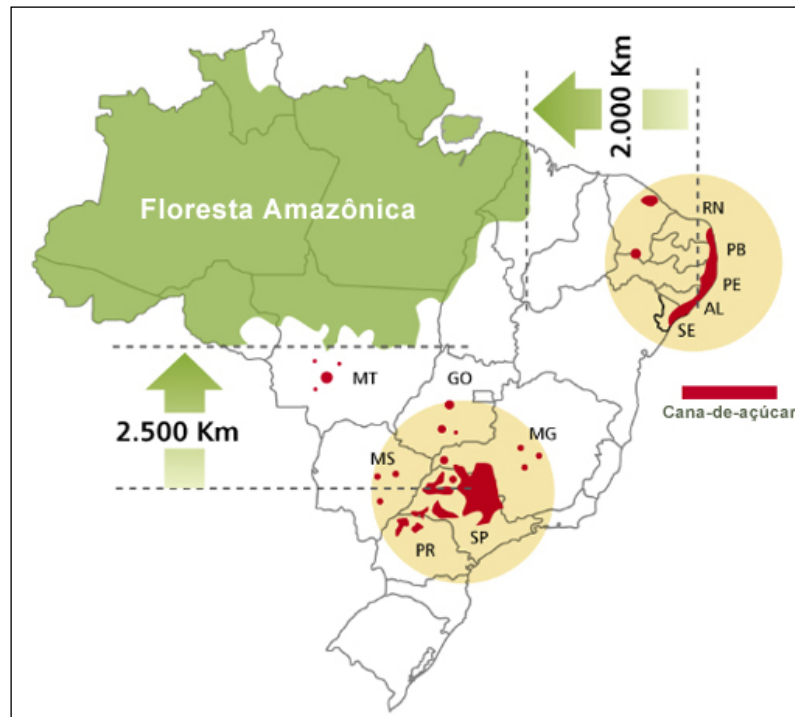 2.000 Km
Floresta Amazônica
RN
PB
PE
AL
SE
MT
GO
2.500 Km
MG
MS
Cana-de-açúcar
SP
PR